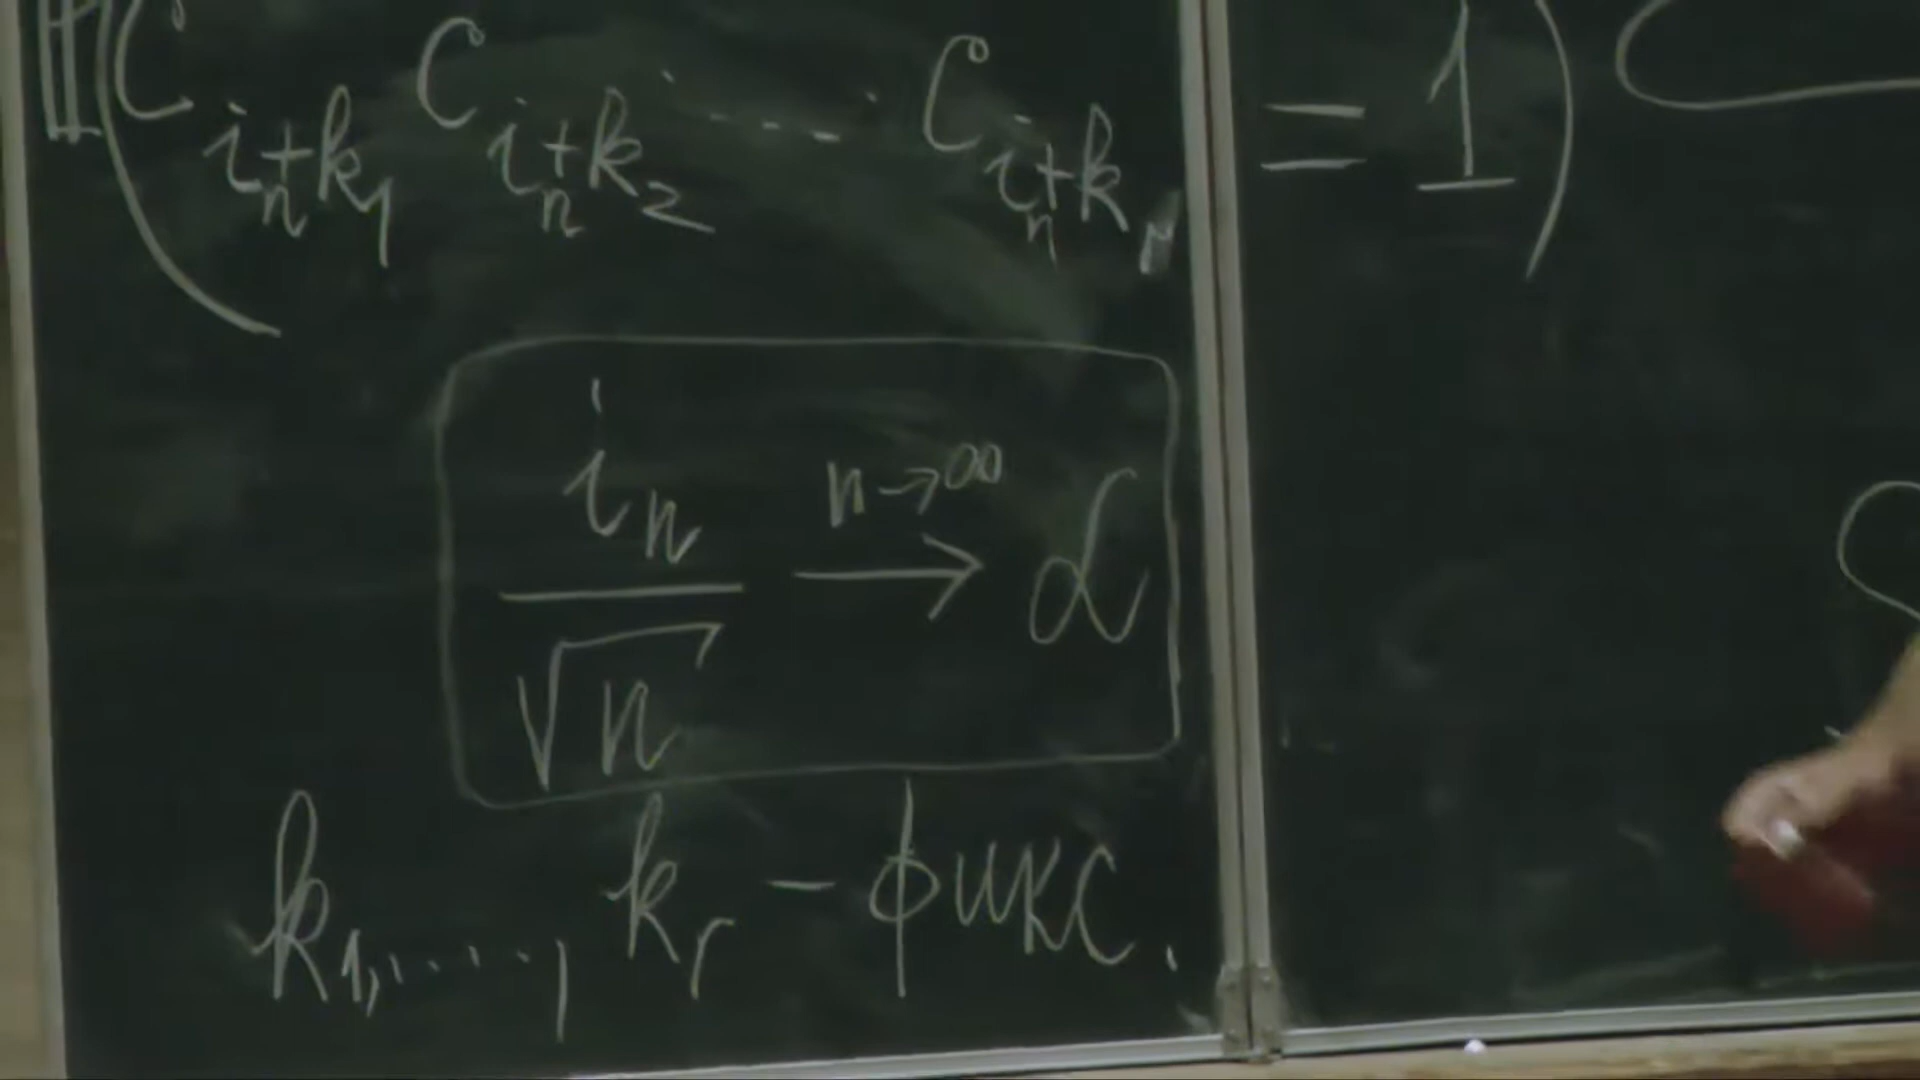 ℙ(C_{i_n+k_1} C_{i_n+k_2} ..... C_{i_n+k_r} = 1)
i_n / √n → α (n→∞)
k_1, ....., k_r – фикс.